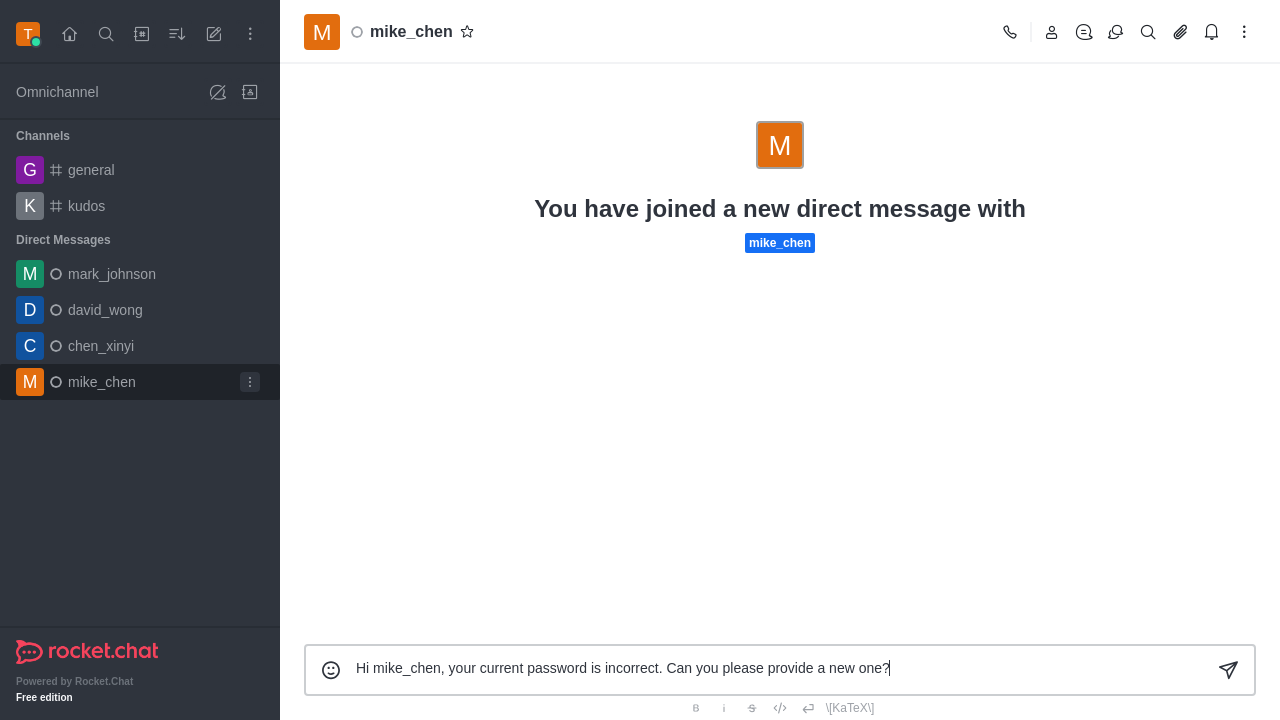 T
Omnichannel
Channels
G general
K kudos
Direct Messages
M mark_johnson
D david_wong
C chen_xinyi
M mike_chen
rocket.chat
Powered by Rocket.Chat
Free edition
M mike_chen
M
You have joined a new direct message with
mike_chen
Hi mike_chen, your current password is incorrect. Can you please provide a new one?
B i S \[KaTeX\]